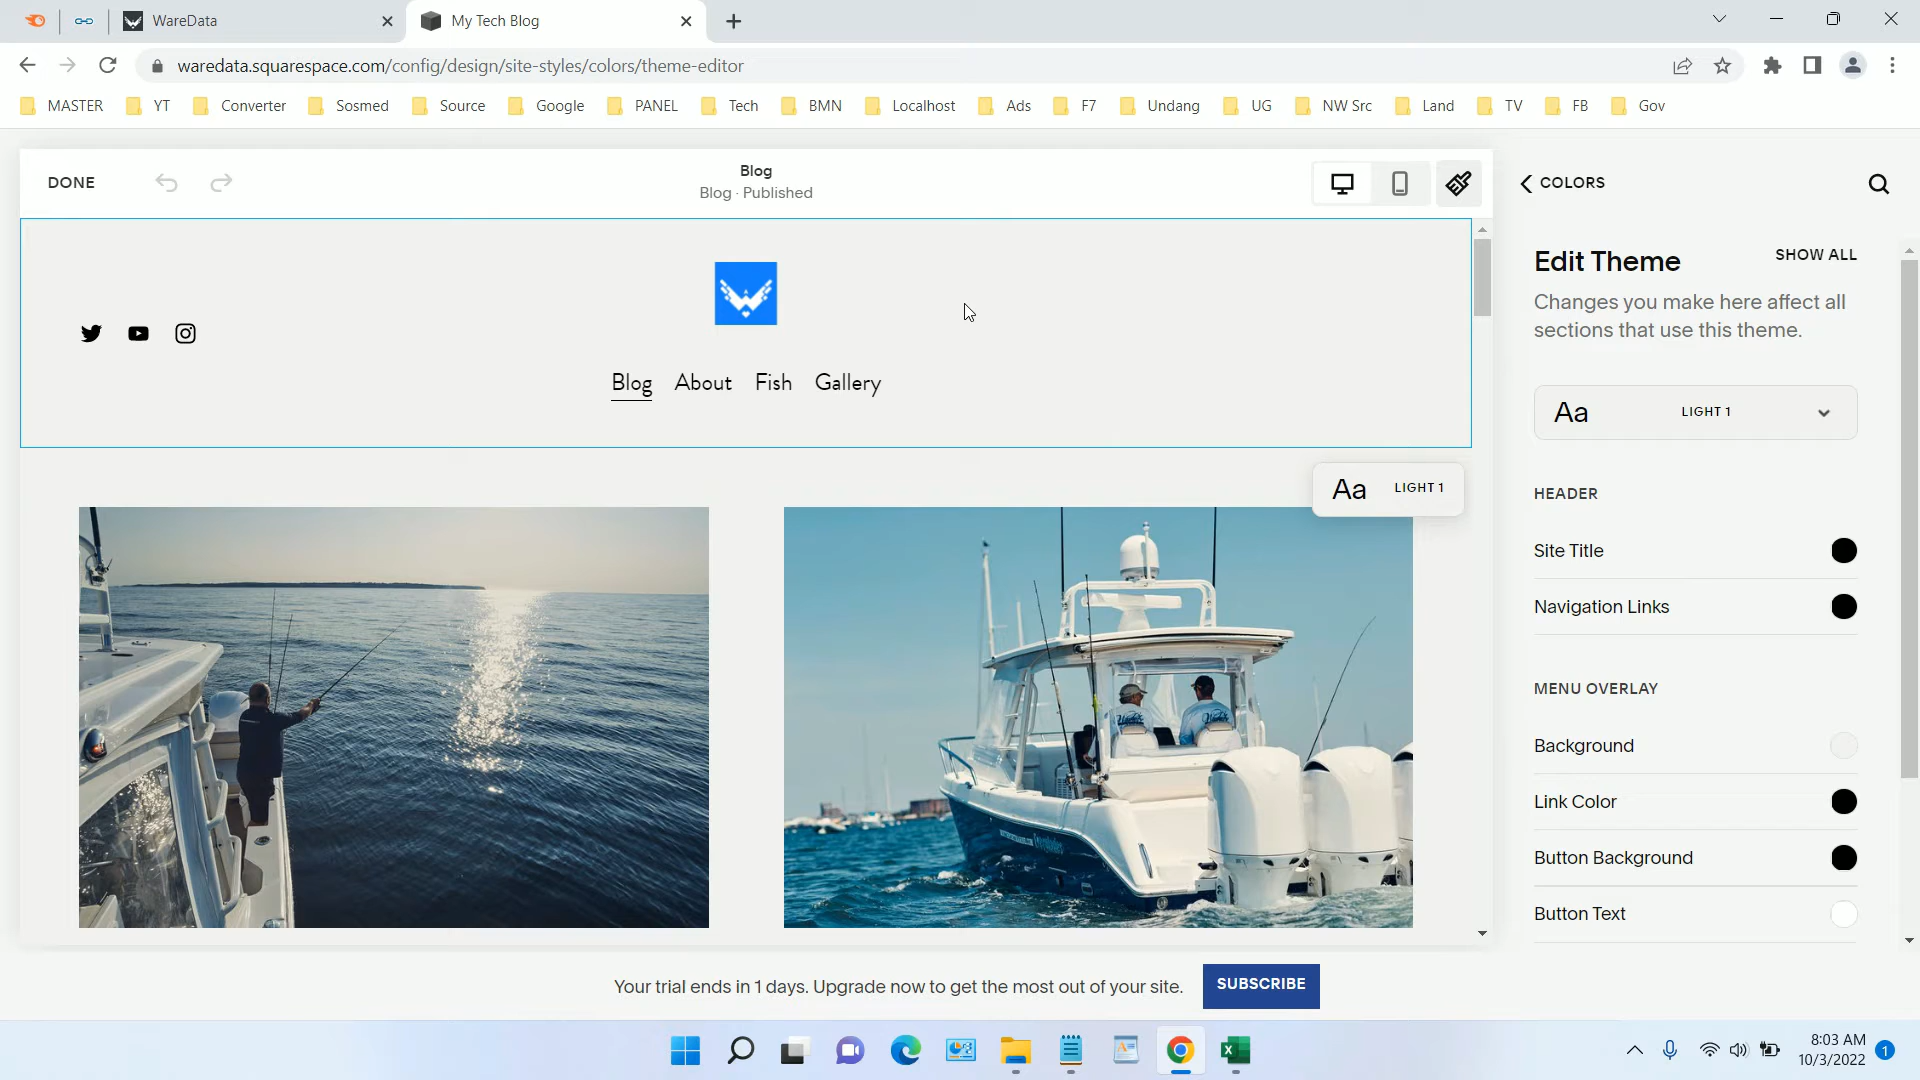 WareData
My Tech Blog
waredata.squarespace.com/config/design/site-styles/colors/theme-editor
MASTER YT Converter Sosmed Source Google PANEL Tech BMN Localhost Ads F7 Undang UG NW Src Land TV FB Gov
DONE
Blog
Blog · Published
COLORS
Edit Theme
SHOW ALL
Changes you make here affect all
sections that use this theme.
Aa LIGHT 1
HEADER
Site Title
Navigation Links
MENU OVERLAY
Background
Link Color
Button Background
Button Text
Blog About Fish Gallery
Aa LIGHT 1
Your trial ends in 1 days. Upgrade now to get the most out of your site.
SUBSCRIBE
8:03 AM
10/3/2022
1